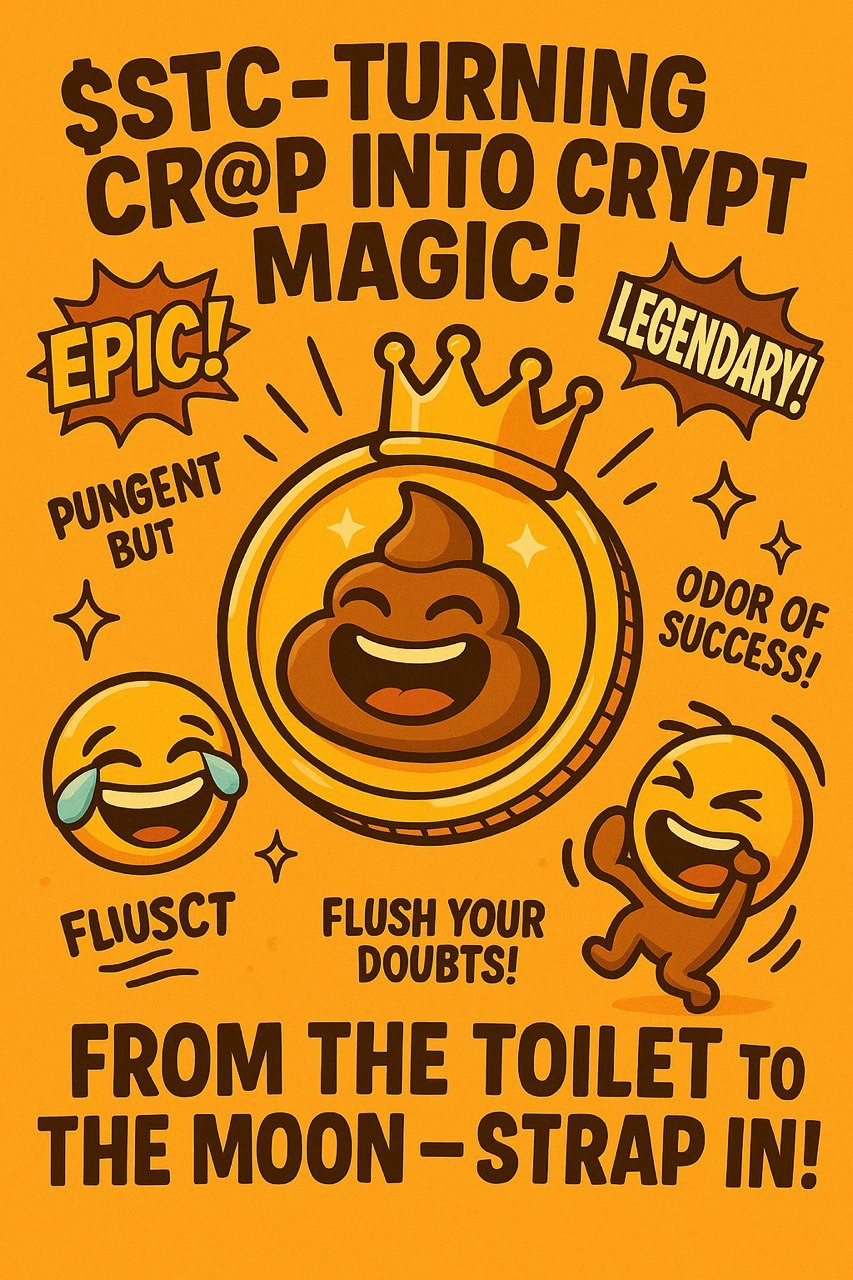 $STC-TURNING
CR@P INTO CRYPT
MAGIC!
EPIC!
LEGENDARY!
PUNGENT
BUT
ODOR OF
SUCCESS!
FLIUSCT
FLUSH YOUR
DOUBTS!
FROM THE TOILET TO
THE MOON – STRAP IN!